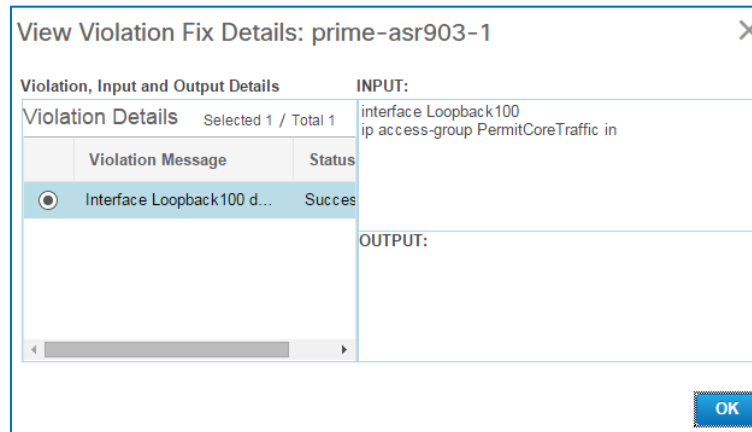 View Violation Fix Details: prime-asr903-1
Violation, Input and Output Details
Violation Details Selected 1 / Total 1
Violation Message Status
Interface Loopback100 d... Succes
INPUT:
interface Loopback100
ip access-group PermitCoreTraffic in
OUTPUT:
OK